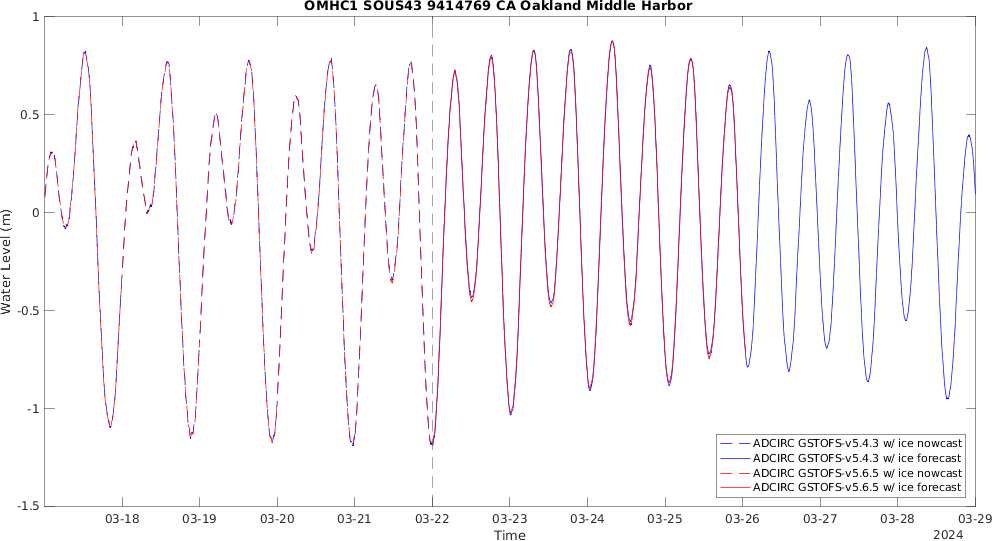 OMHC1 SOUS43 9414769 CA Oakland Middle Harbor
1
0.5
0
-0.5
-1
-1.5
Water Level (m)
03-18 03-19 03-20 03-21 03-22 03-23 03-24 03-25 03-26 03-27 03-28 03-29
Time
2024
ADCIRC GSTOFS-v5.4.3 w/ ice nowcast
ADCIRC GSTOFS-v5.4.3 w/ ice forecast
ADCIRC GSTOFS-v5.6.5 w/ ice nowcast
ADCIRC GSTOFS-v5.6.5 w/ ice forecast